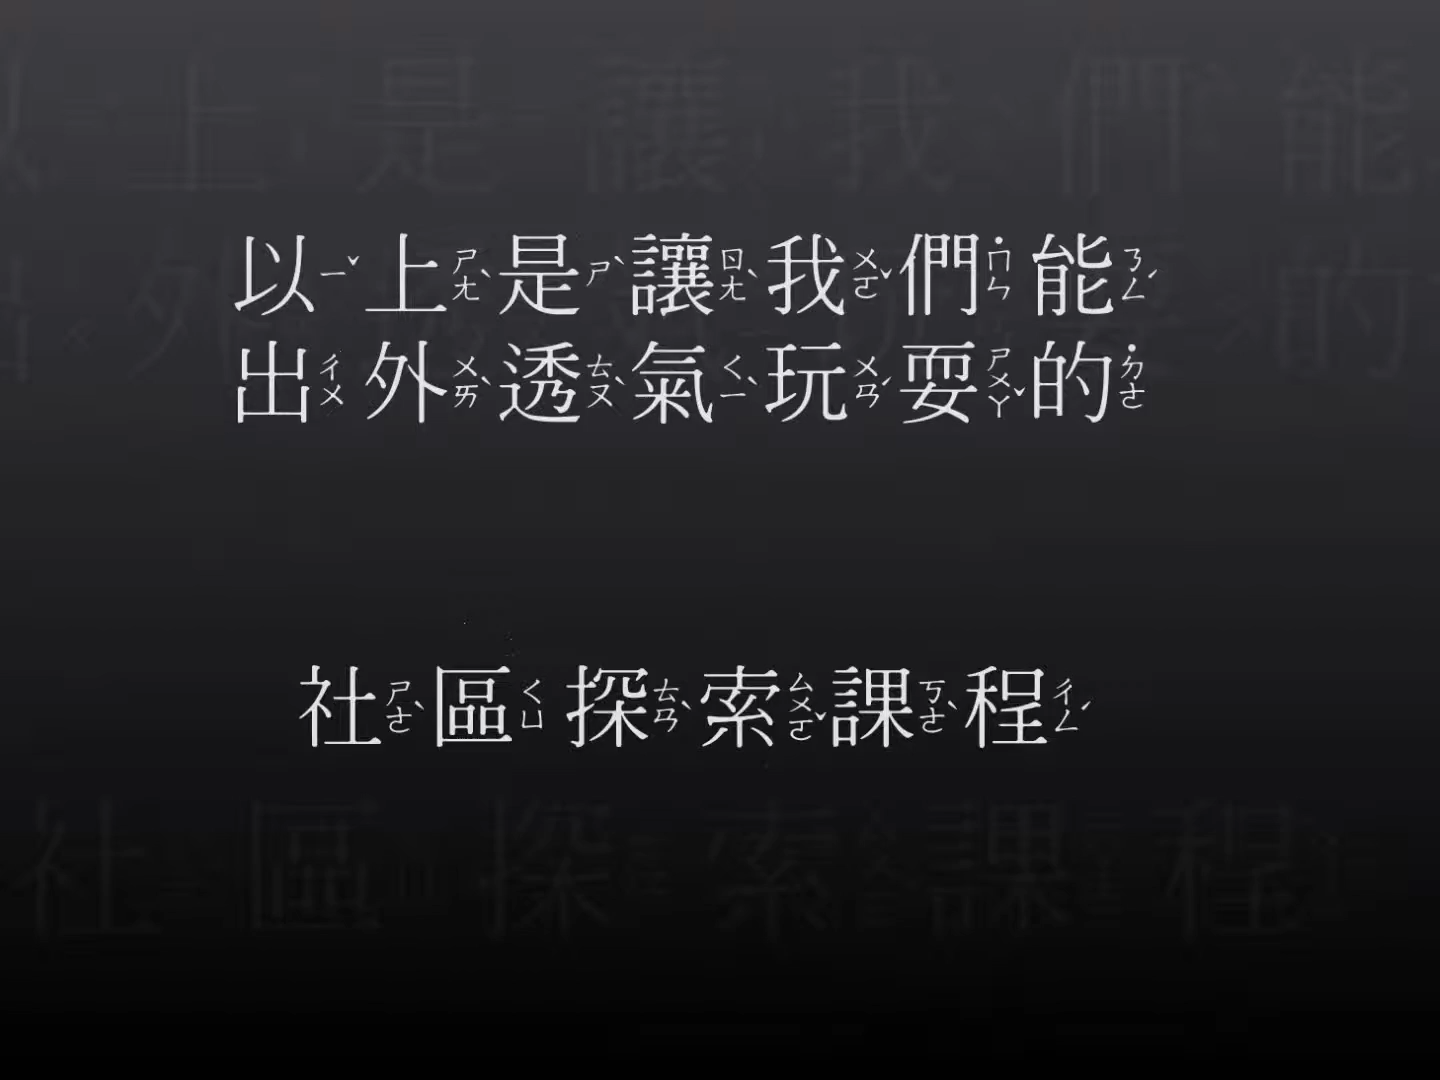 以上是讓我們能
出外透氣玩耍的
社區探索課程